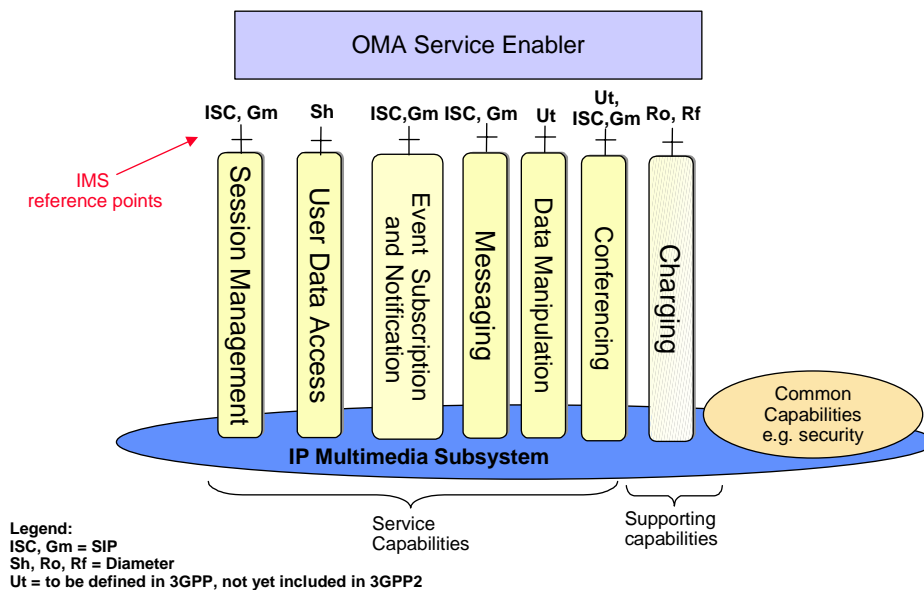 OMA Service Enabler
ISC, Gm
Sh
ISC,Gm
ISC, Gm
Ut
Ut,
ISC,Gm
Ro, Rf
IMS
reference points
Session Management
User Data Access
Event Subscription
and Notification
Messaging
Data Manipulation
Conferencing
Charging
Common
Capabilities
e.g. security
IP Multimedia Subsystem
Service
Capabilities
Supporting
capabilities
Legend:
ISC, Gm = SIP
Sh, Ro, Rf = Diameter
Ut = to be defined in 3GPP, not yet included in 3GPP2